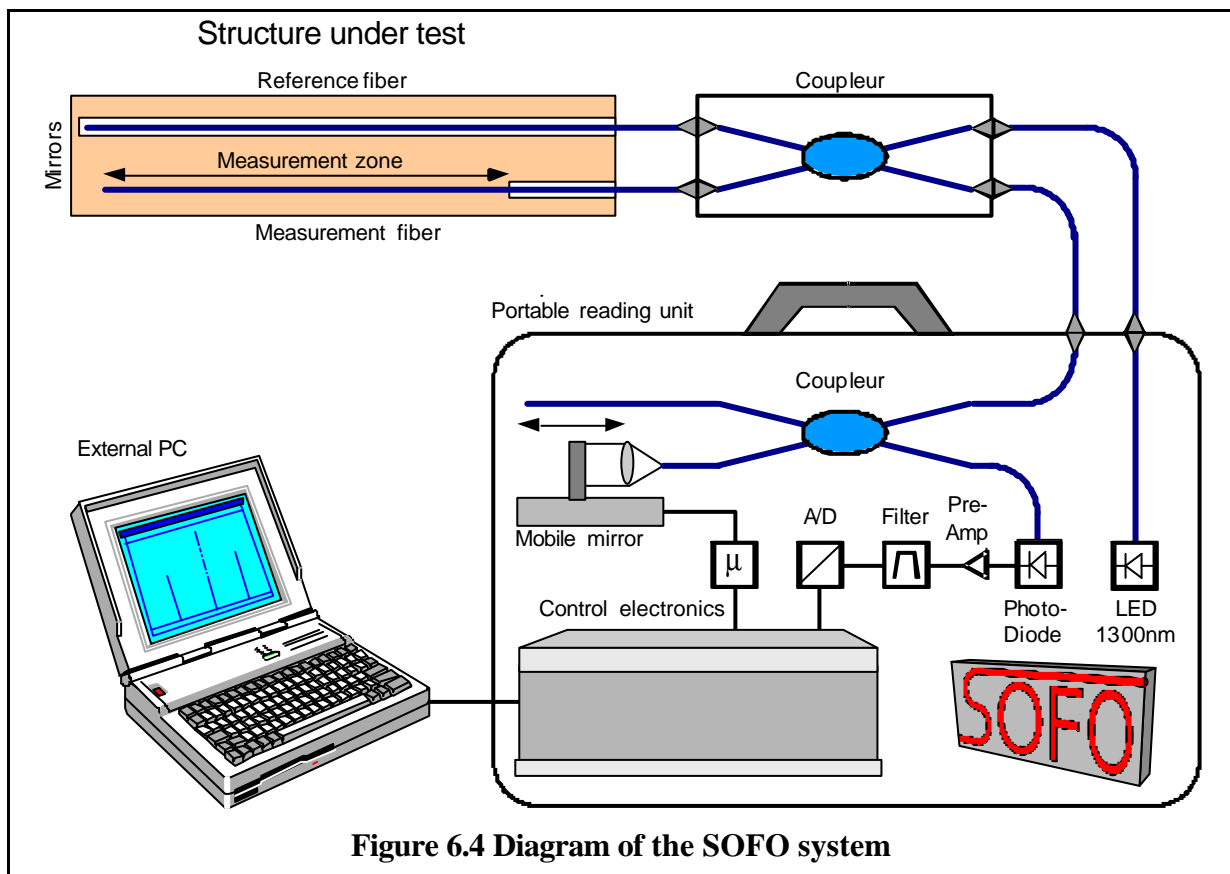 Structure under test
Reference fiber
Coupleur
Mirrors
Measurement zone
Measurement fiber
Portable reading unit
Coupleur
External PC
Mobile mirror
A/D
Filter
Pre-
Amp
µ
Control electronics
Photo-
Diode
LED
1300nm
SOFO
Figure 6.4 Diagram of the SOFO system